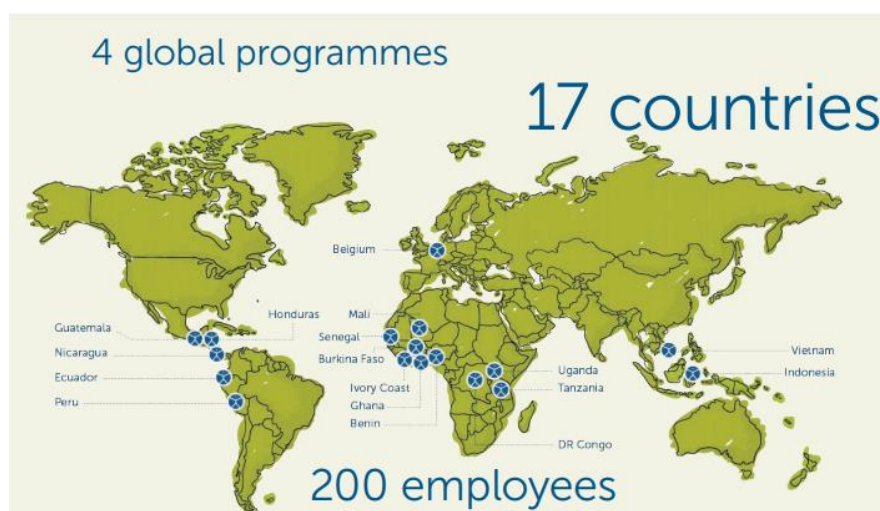 4 global programmes
17 countries
Belgium
Guatemala
Honduras
Mali
Nicaragua
Senegal
Burkina Faso
Vietnam
Ecuador
Uganda
Indonesia
Peru
Ivory Coast
Tanzania
Ghana
Benin
DR Congo
200 employees